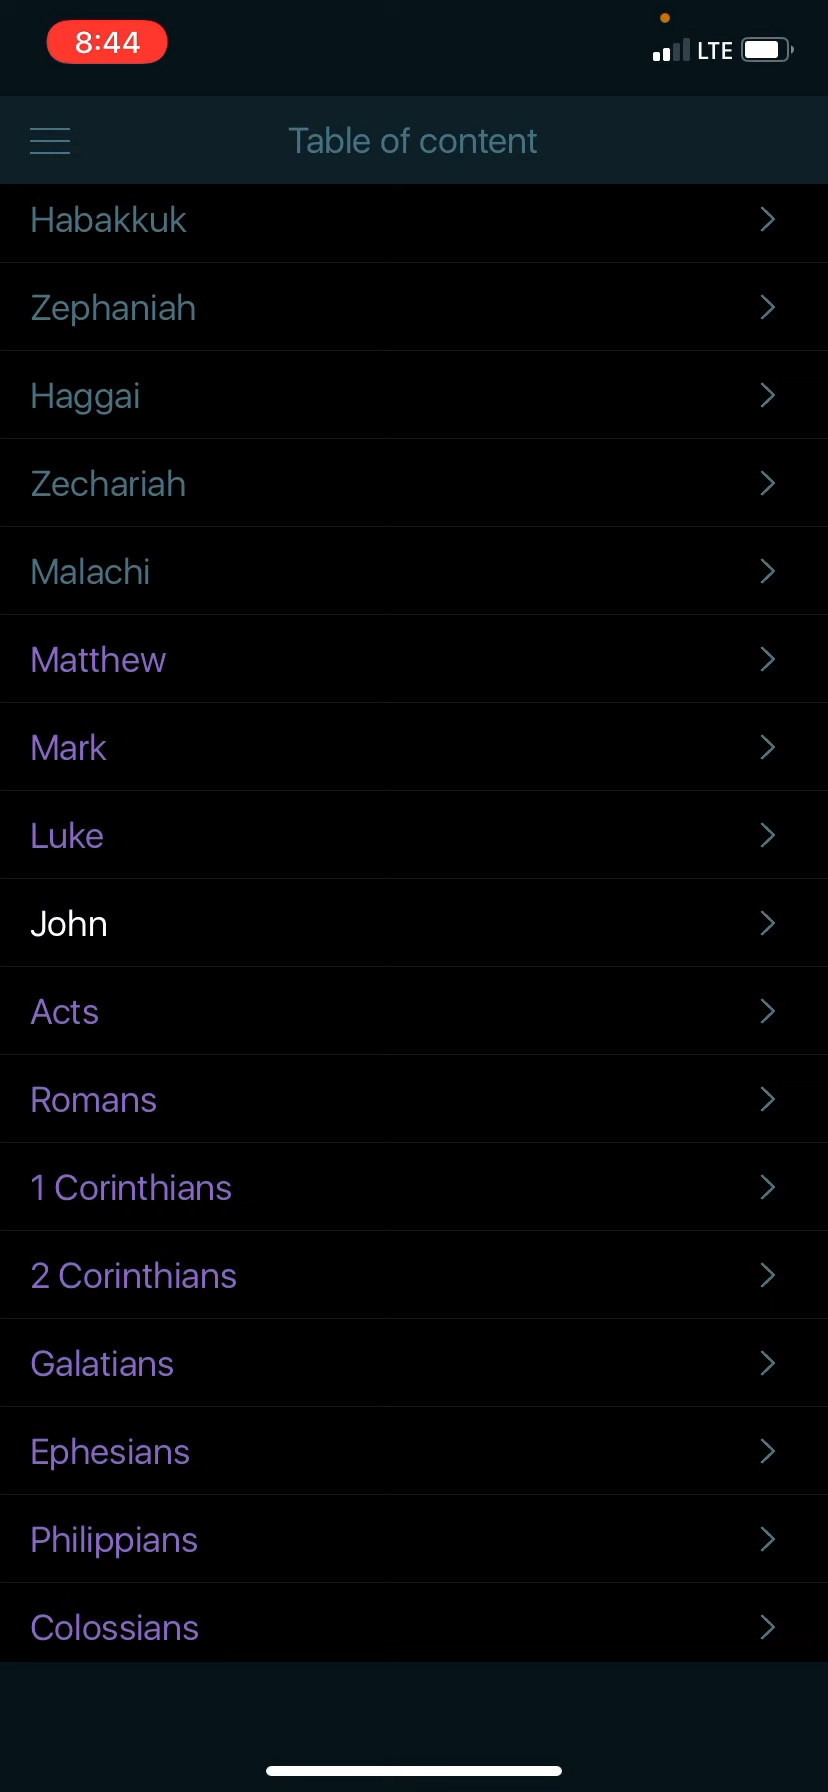 8:44
LTE
Table of content
Habakkuk
Zephaniah
Haggai
Zechariah
Malachi
Matthew
Mark
Luke
John
Acts
Romans
1 Corinthians
2 Corinthians
Galatians
Ephesians
Philippians
Colossians